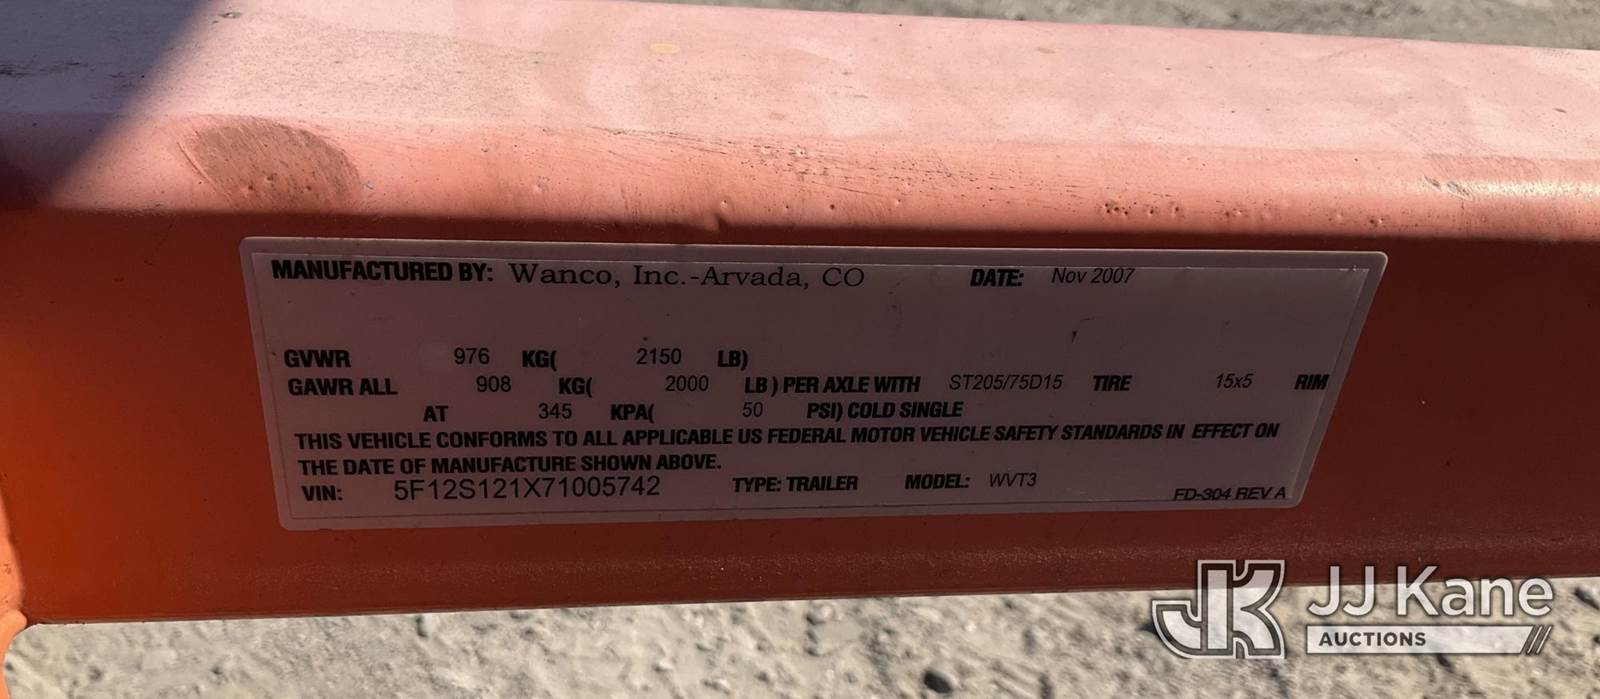 MANUFACTURED BY: Wanco, Inc.-Arvada, CO DATE: Nov 2007
GVWR 976 KG( 2150 LB)
GAWR ALL 908 KG( 2000 LB) PER AXLE WITH ST205/75D15 TIRE 15x5 RIM
AT 345 KPA( 50 PSI) COLD SINGLE
THIS VEHICLE CONFORMS TO ALL APPLICABLE US FEDERAL MOTOR VEHICLE SAFETY STANDARDS IN EFFECT ON
THE DATE OF MANUFACTURE SHOWN ABOVE.
VIN: 5F12S121X71005742 TYPE: TRAILER MODEL: WVT3 FD-304 REV A
JK JJ Kane
AUCTIONS